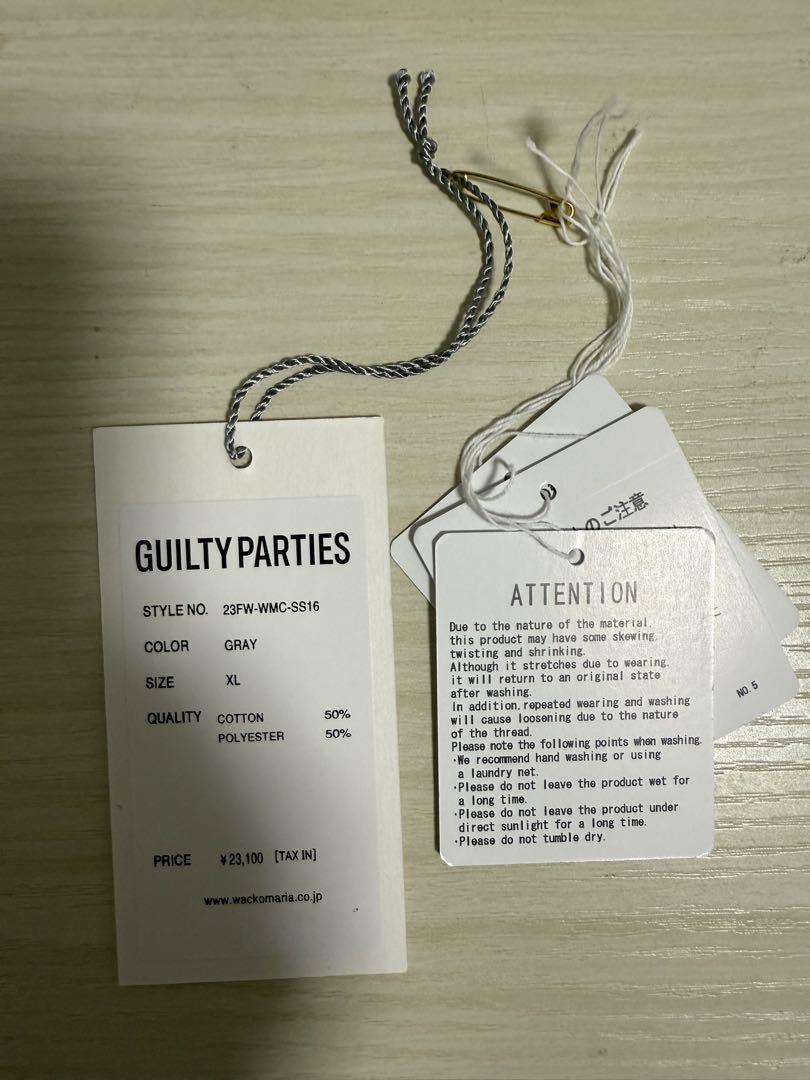 GUILTY PARTIES
STYLE NO. 23FW-WMC-SS16
COLOR GRAY
SIZE XL
QUALITY COTTON 50%
POLYESTER 50%
PRICE ¥23,100 [TAX IN]
www.wackomaria.co.jp
のご注意
ATTENTION
Due to the nature of the material,
this product may have some skewing,
twisting and shrinking.
Although it stretches due to wearing,
it will return to an original state
after washing.
In addition, repeated wearing and washing
will cause loosening due to the nature
of the thread.
Please note the following points when washing.
・We recommend hand washing or using
a laundry net.
・Please do not leave the product wet for
a long time.
・Please do not leave the product under
direct sunlight for a long time.
・Please do not tumble dry.
NO.5